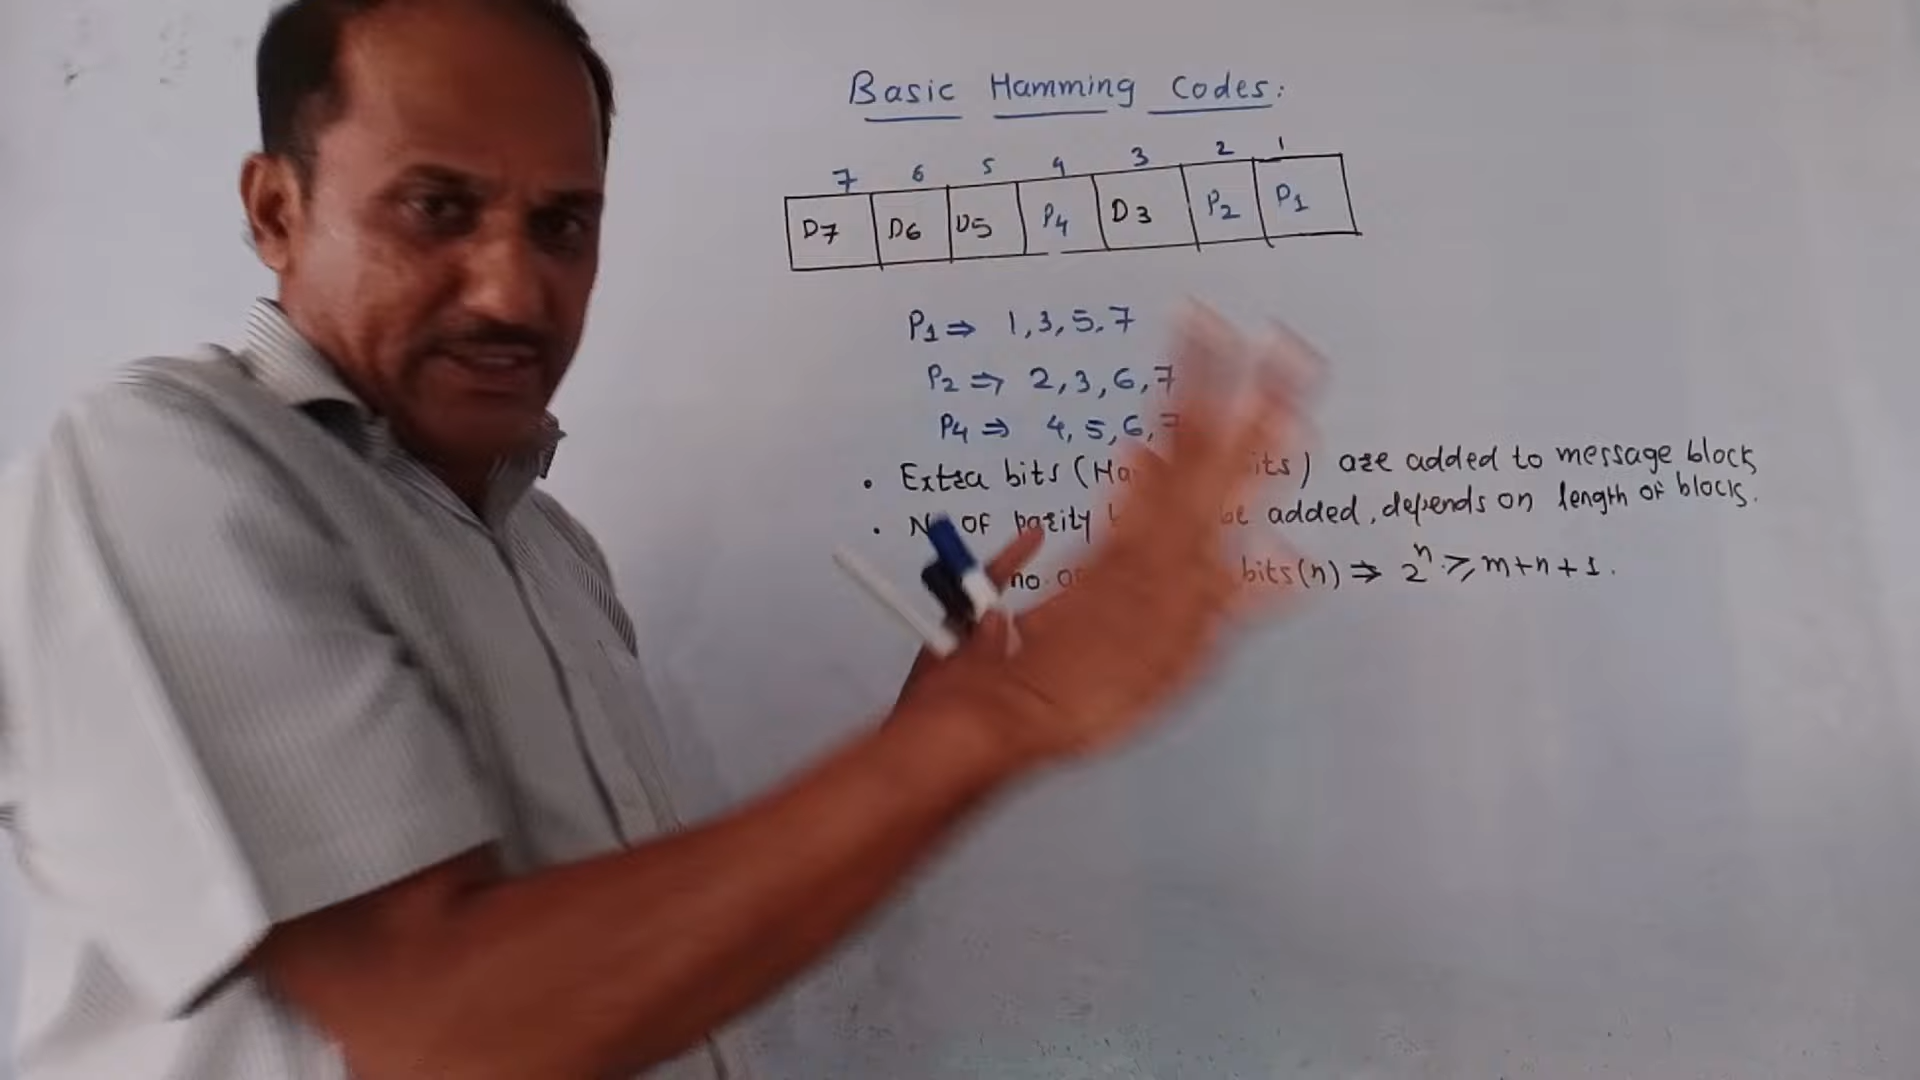 Basic Hamming Codes:
7 6 5 4 3 2 1
D7 D6 D5 P4 D3 P2 P1
P1 ⇒ 1,3,5,7
P2 ⇒ 2,3,6,7
P4 ⇒ 4,5,6,7
• Extra bits ( ) are added to message block
• of parity be added, depends on length of block.
no. bits(n) ⇒ 2ⁿ ≥ m+n+1.